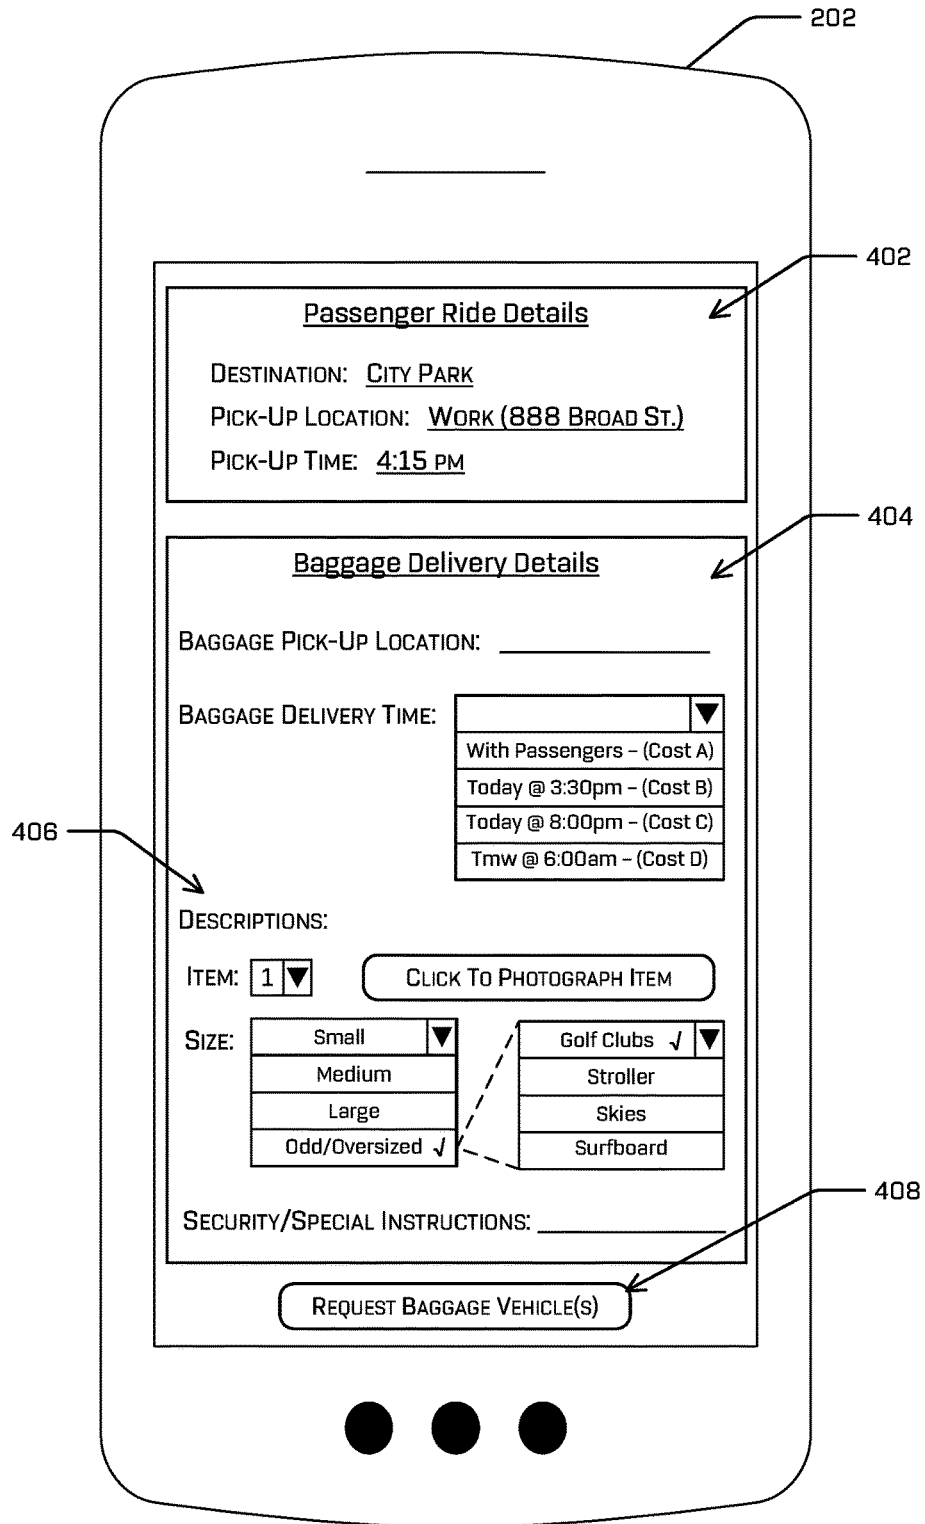 202
402
Passenger Ride Details
DESTINATION: CITY PARK
PICK-UP LOCATION: WORK (888 BROAD ST.)
PICK-UP TIME: 4:15 PM
404
Baggage Delivery Details
BAGGAGE PICK-UP LOCATION:
BAGGAGE DELIVERY TIME:
With Passengers – (Cost A)
Today @ 3:30pm – (Cost B)
Today @ 8:00pm – (Cost C)
Tmw @ 6:00am – (Cost D)
406
DESCRIPTIONS:
ITEM: 1 CLICK TO PHOTOGRAPH ITEM
SIZE: Small Golf Clubs √
Medium Stroller
Large Skies
Odd/Oversized √ Surfboard
408
SECURITY/SPECIAL INSTRUCTIONS:
REQUEST BAGGAGE VEHICLE(S)